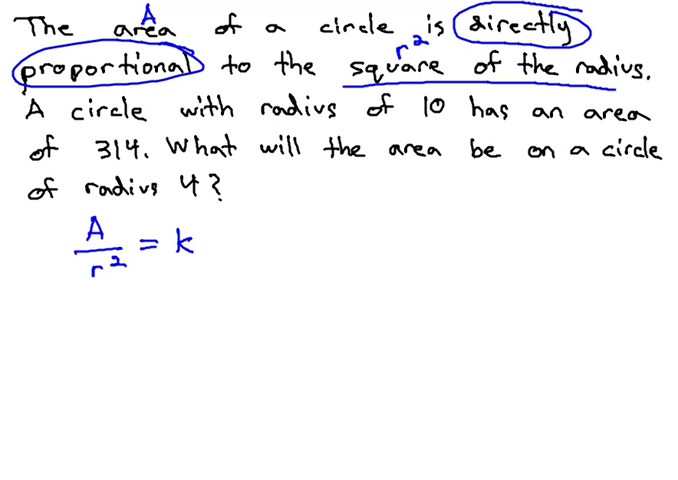 The area of a circle is directly
A
r²
proportional to the square of the radius.
A circle with radius of 10 has an area
of 314. What will the area be on a circle
of radius 4?
A/r² = k